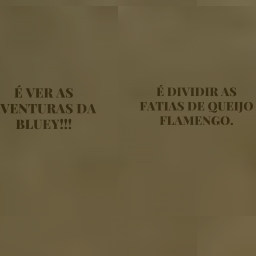 É VER AS
VENTURAS DA
BLUEY!!!
É DIVIDIR AS
FATIAS DE QUEIJO
FLAMENGO.